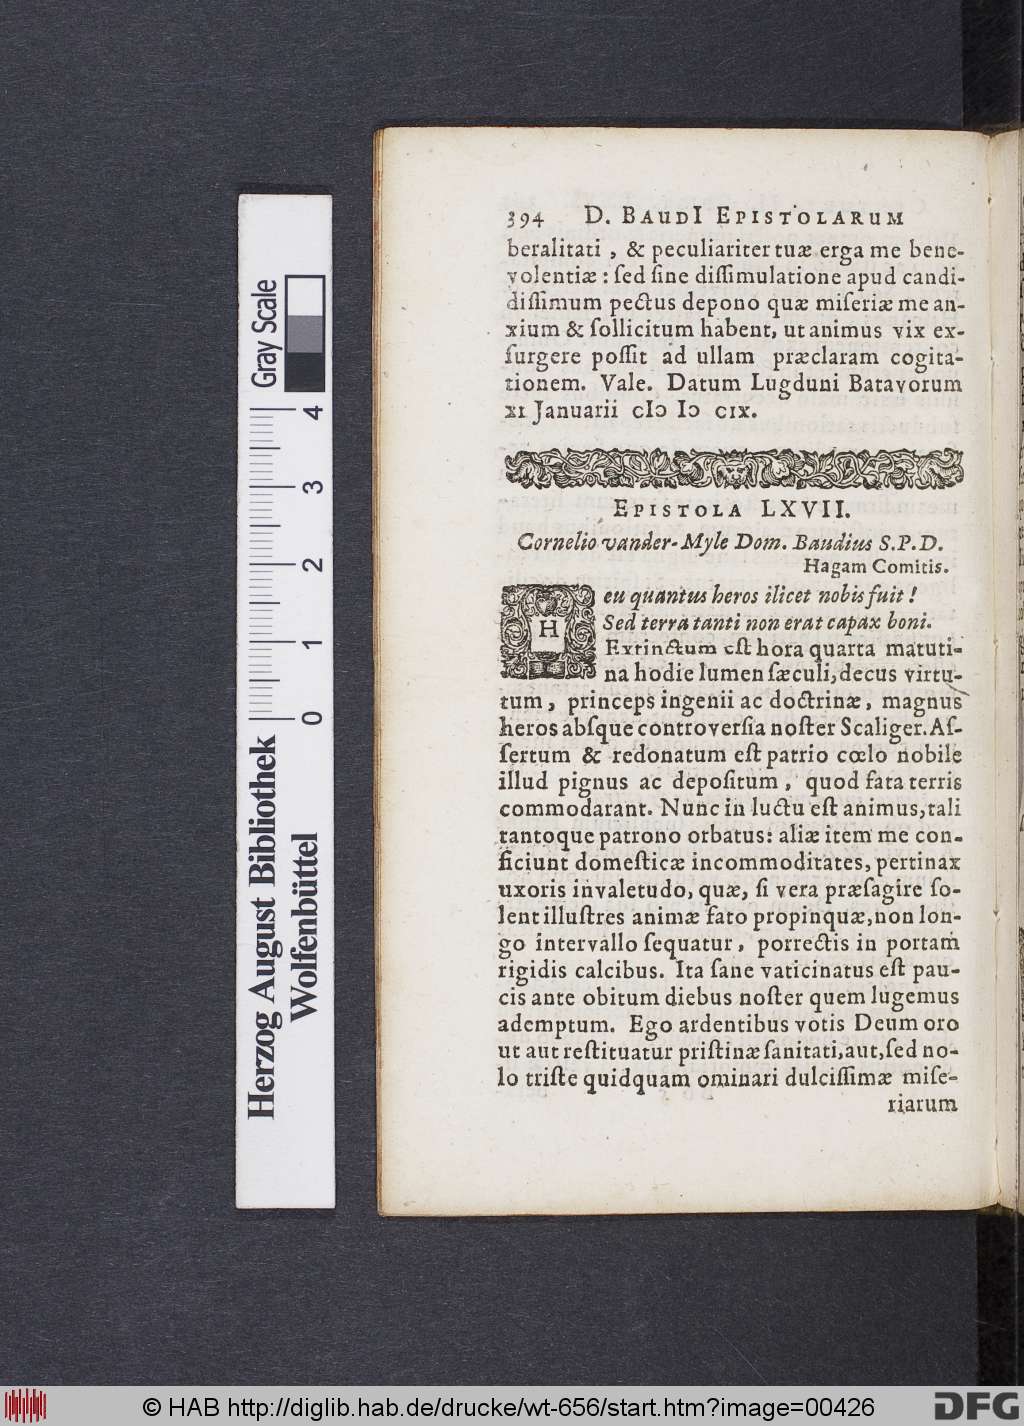 394 D. BAUDI EPISTOLARUM
beralitati, & peculiariter tuæ erga me bene-
volentiæ: ſed ſine diſſimulatione apud candi-
diſſimum pectus depono quæ miſeriæ me an-
xium & ſollicitum habent, ut animus vix ex-
ſurgere poſſit ad ullam præclaram cogita-
tionem. Vale. Datum Lugduni Batavorum
XI Januarii CIↃ IↃ CIX.
EPISTOLA LXVII.
Cornelio vander-Myle Dom. Baudius S.P.D.
Hagam Comitis.
Heu quantus heros ilicet nobis fuit!
Sed terra tanti non erat capax boni.
Extinctum eſt hora quarta matuti-
na hodie lumen ſæculi, decus virtu-
tum, princeps ingenii ac doctrinæ, magnus
heros abſque controverſia noſter Scaliger. Aſ-
ſertum & redonatum eſt patrio cœlo nobile
illud pignus ac depoſitum, quod fata terris
commodarant. Nunc in luctu eſt animus, tali
tantoque patrono orbatus: aliæ item me con-
ficiunt domeſticæ incommoditates, pertinax
uxoris invaletudo, quæ, ſi vera præſagire ſo-
lent illuſtres animæ fato propinquæ, non lon-
go intervallo ſequatur, porrectis in portam
rigidis calcibus. Ita ſane vaticinatus eſt pau-
cis ante obitum diebus noſter quem lugemus
ademptum. Ego ardentibus votis Deum oro
ut aut reſtituatur priſtinæ ſanitati, aut, ſed no-
lo triſte quidquam ominari dulciſſimæ miſe-
riarum
Gray Scale
4 3 2 1 0
Herzog August Bibliothek
Wolfenbüttel
© HAB http://diglib.hab.de/drucke/wt-656/start.htm?image=00426
DFG